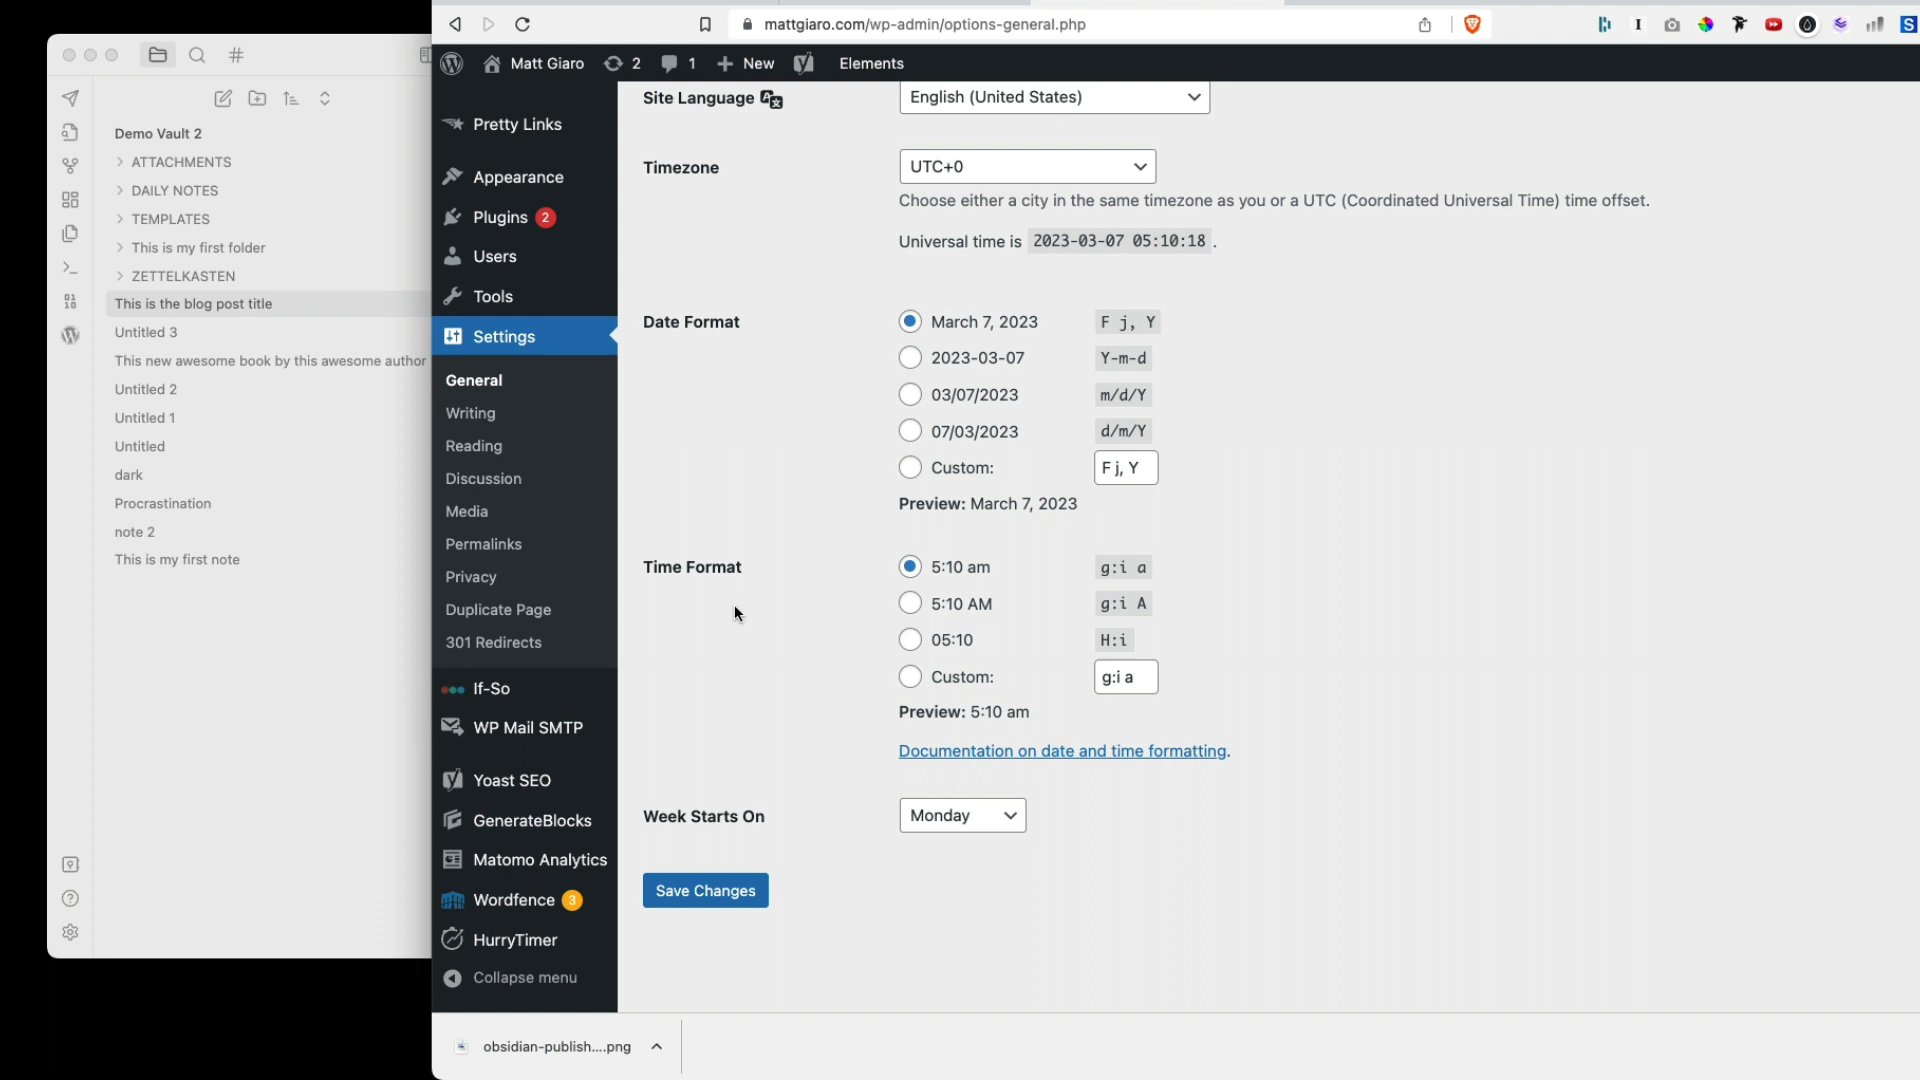 mattgiaro.com/wp-admin/options-general.php
Matt Giaro 2 1 New Elements
Demo Vault 2
ATTACHMENTS
DAILY NOTES
TEMPLATES
This is my first folder
ZETTELKASTEN
This is the blog post title
Untitled 3
This new awesome book by this awesome author
Untitled 2
Untitled 1
Untitled
dark
Procrastination
note 2
This is my first note
Pretty Links
Appearance
Plugins 2
Users
Tools
Settings
General
Writing
Reading
Discussion
Media
Permalinks
Privacy
Duplicate Page
301 Redirects
If-So
WP Mail SMTP
Yoast SEO
GenerateBlocks
Matomo Analytics
Wordfence 3
HurryTimer
Collapse menu
Site Language English (United States)
Timezone UTC+0
Choose either a city in the same timezone as you or a UTC (Coordinated Universal Time) time offset.
Universal time is 2023-03-07 05:10:18 .
Date Format March 7, 2023 F j, Y
2023-03-07 Y-m-d
03/07/2023 m/d/Y
07/03/2023 d/m/Y
Custom: F j, Y
Preview: March 7, 2023
Time Format 5:10 am g:i a
5:10 AM g:i A
05:10 H:i
Custom: g:i a
Preview: 5:10 am
Documentation on date and time formatting.
Week Starts On Monday
Save Changes
obsidian-publish....png